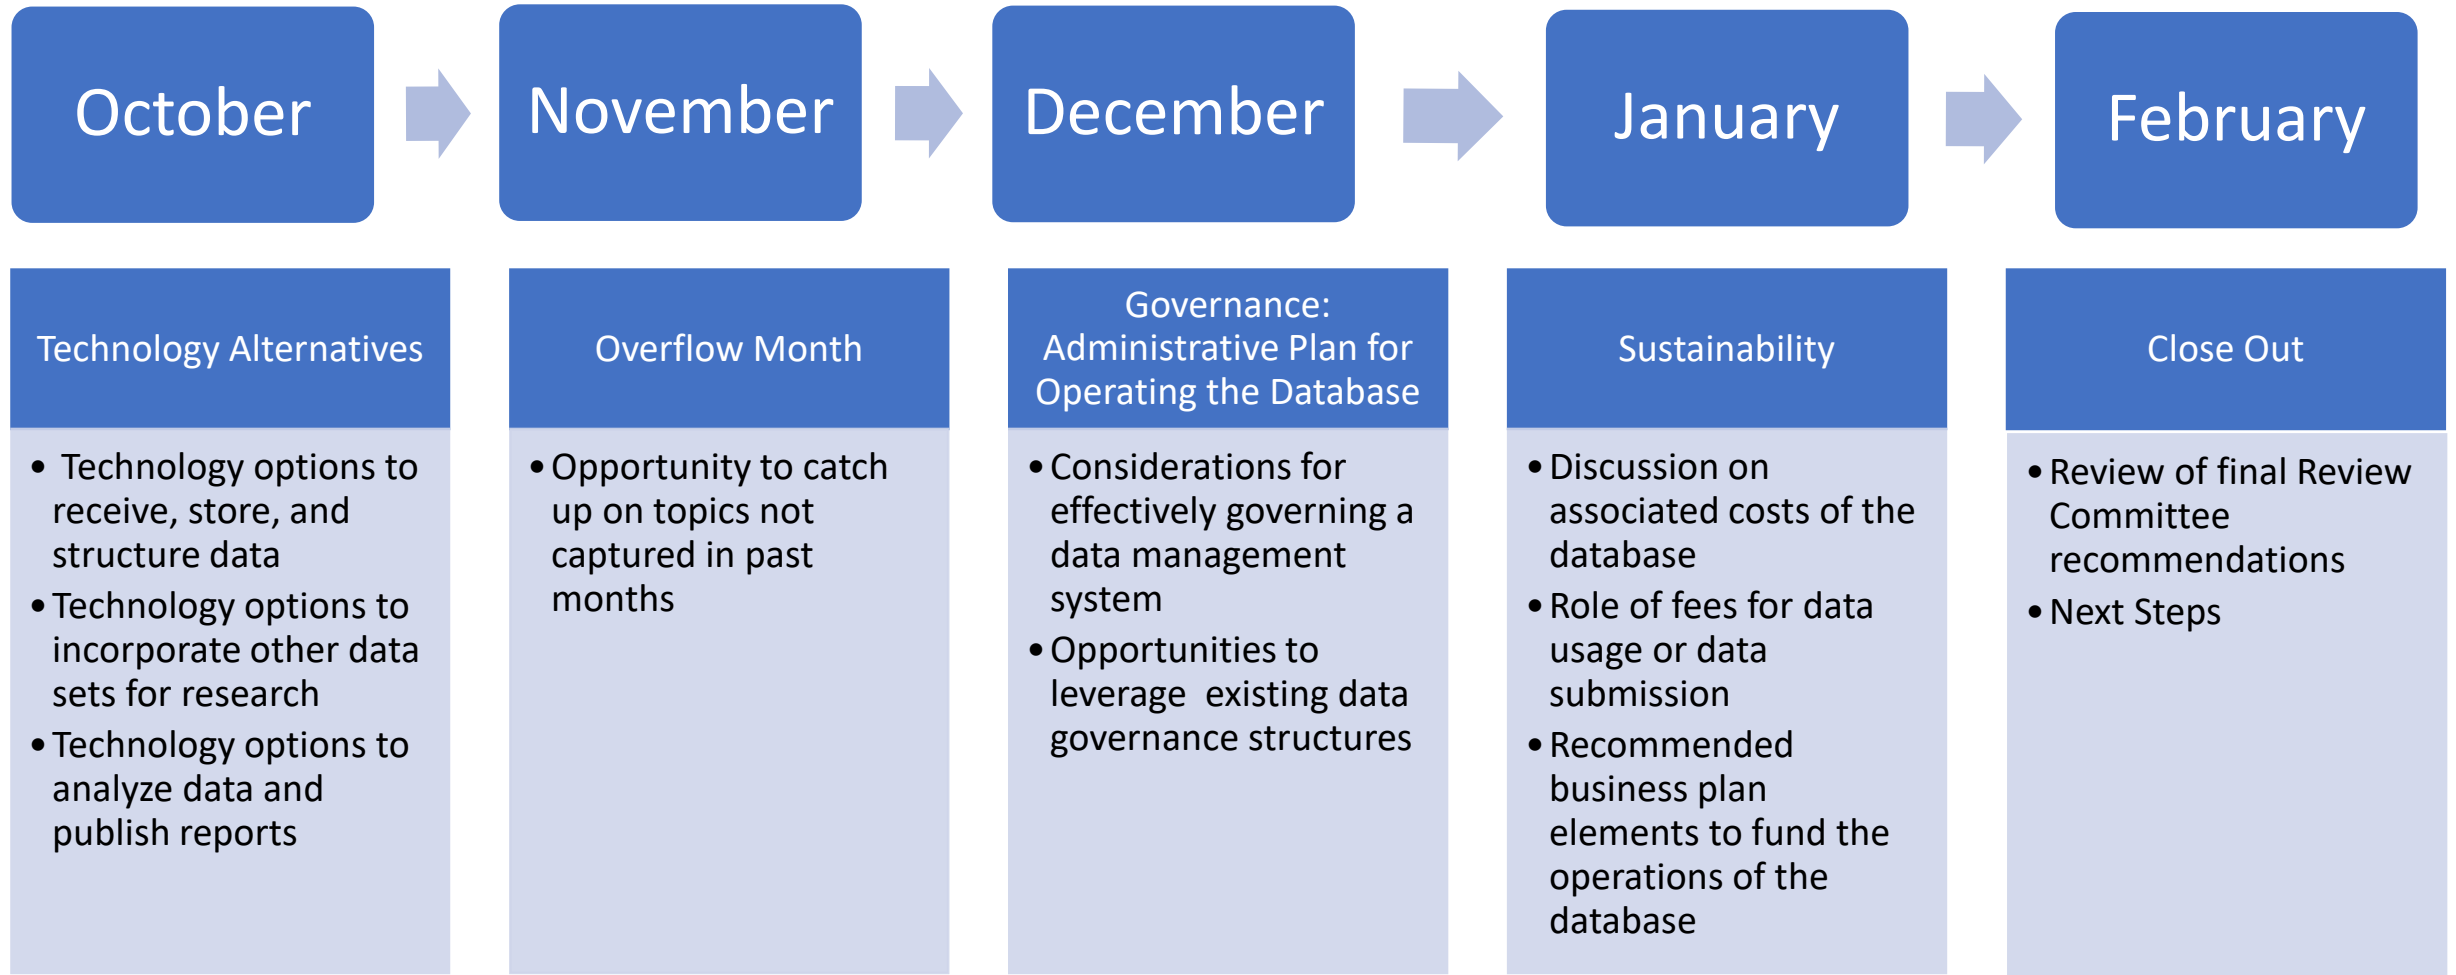 October
November
December
January
February
Technology Alternatives
• Technology options to
receive, store, and
structure data
• Technology options to
incorporate other data
sets for research
• Technology options to
analyze data and
publish reports
Overflow Month
• Opportunity to catch
up on topics not
captured in past
months
Governance:
Administrative Plan for
Operating the Database
• Considerations for
effectively governing a
data management
system
• Opportunities to
leverage  existing data
governance structures
Sustainability
• Discussion on
associated costs of the
database
• Role of fees for data
usage or data
submission
• Recommended
business plan
elements to fund the
operations of the
database
Close Out
• Review of final Review
Committee
recommendations
• Next Steps